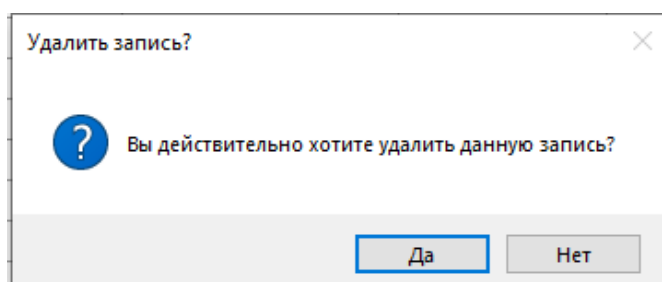 Удалить запись?
Вы действительно хотите удалить данную запись?
Да
Нет